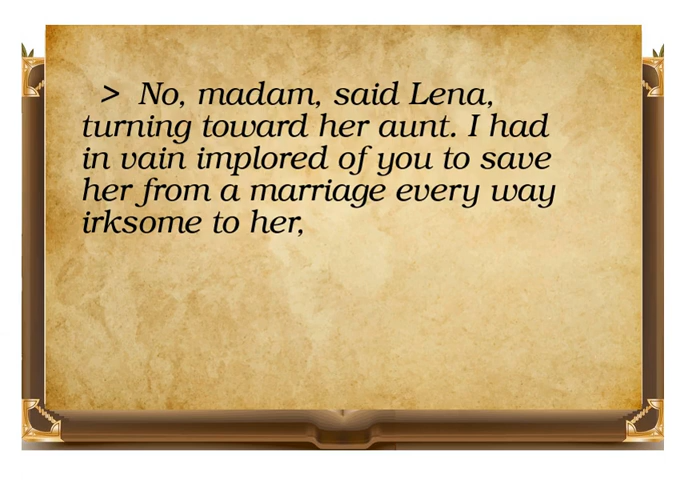 > No, madam, said Lena,
turning toward her aunt. I had
in vain implored of you to save
her from a marriage every way
irksome to her,